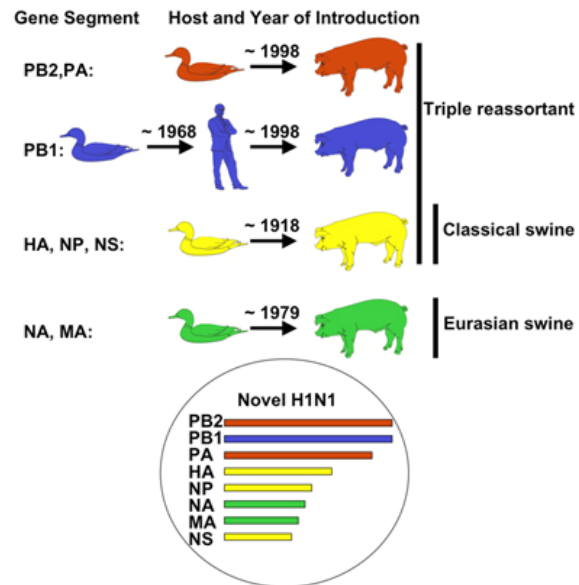 Gene Segment Host and Year of Introduction
PB2,PA: ~ 1998
Triple reassortant
PB1: ~ 1968 ~ 1998
HA, NP, NS: ~ 1918 Classical swine
NA, MA: ~ 1979 Eurasian swine
Novel H1N1
PB2
PB1
PA
HA
NP
NA
MA
NS